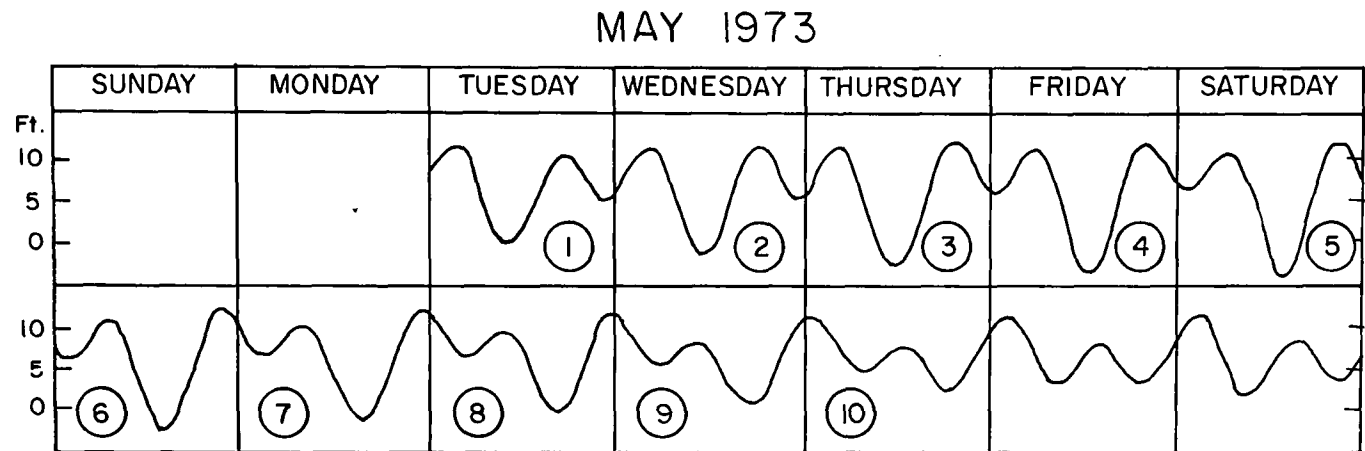 MAY 1973
SUNDAY MONDAY TUESDAY WEDNESDAY THURSDAY FRIDAY SATURDAY
Ft.
10
5
0
1 2 3 4 5
10
5
0
6 7 8 9 10